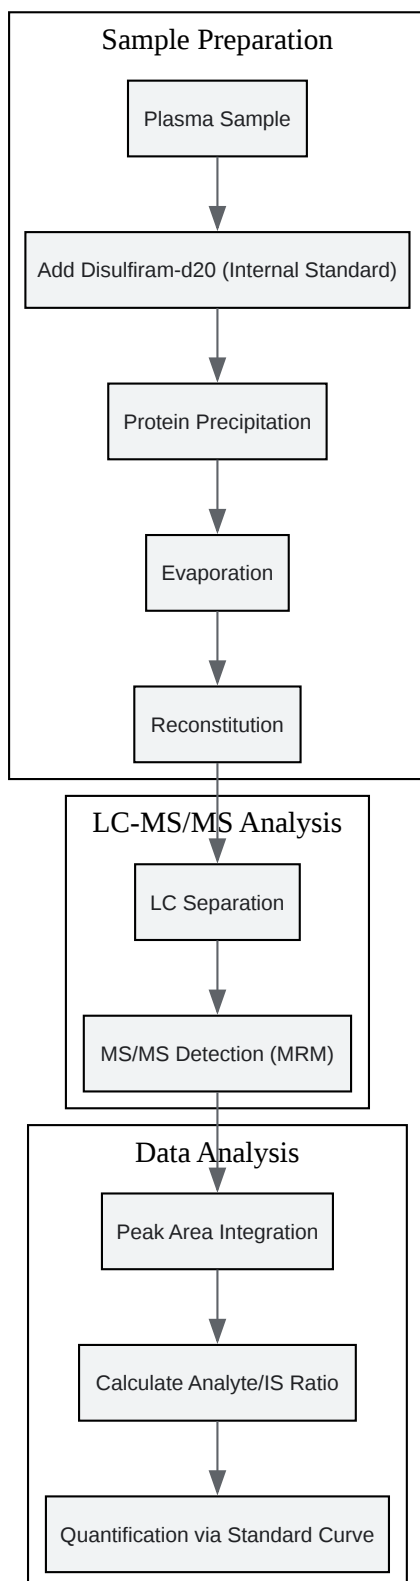 Sample Preparation
Plasma Sample
Add Disulfiram-d20 (Internal Standard)
Protein Precipitation
Evaporation
Reconstitution
LC-MS/MS Analysis
LC Separation
MS/MS Detection (MRM)
Data Analysis
Peak Area Integration
Calculate Analyte/IS Ratio
Quantification via Standard Curve